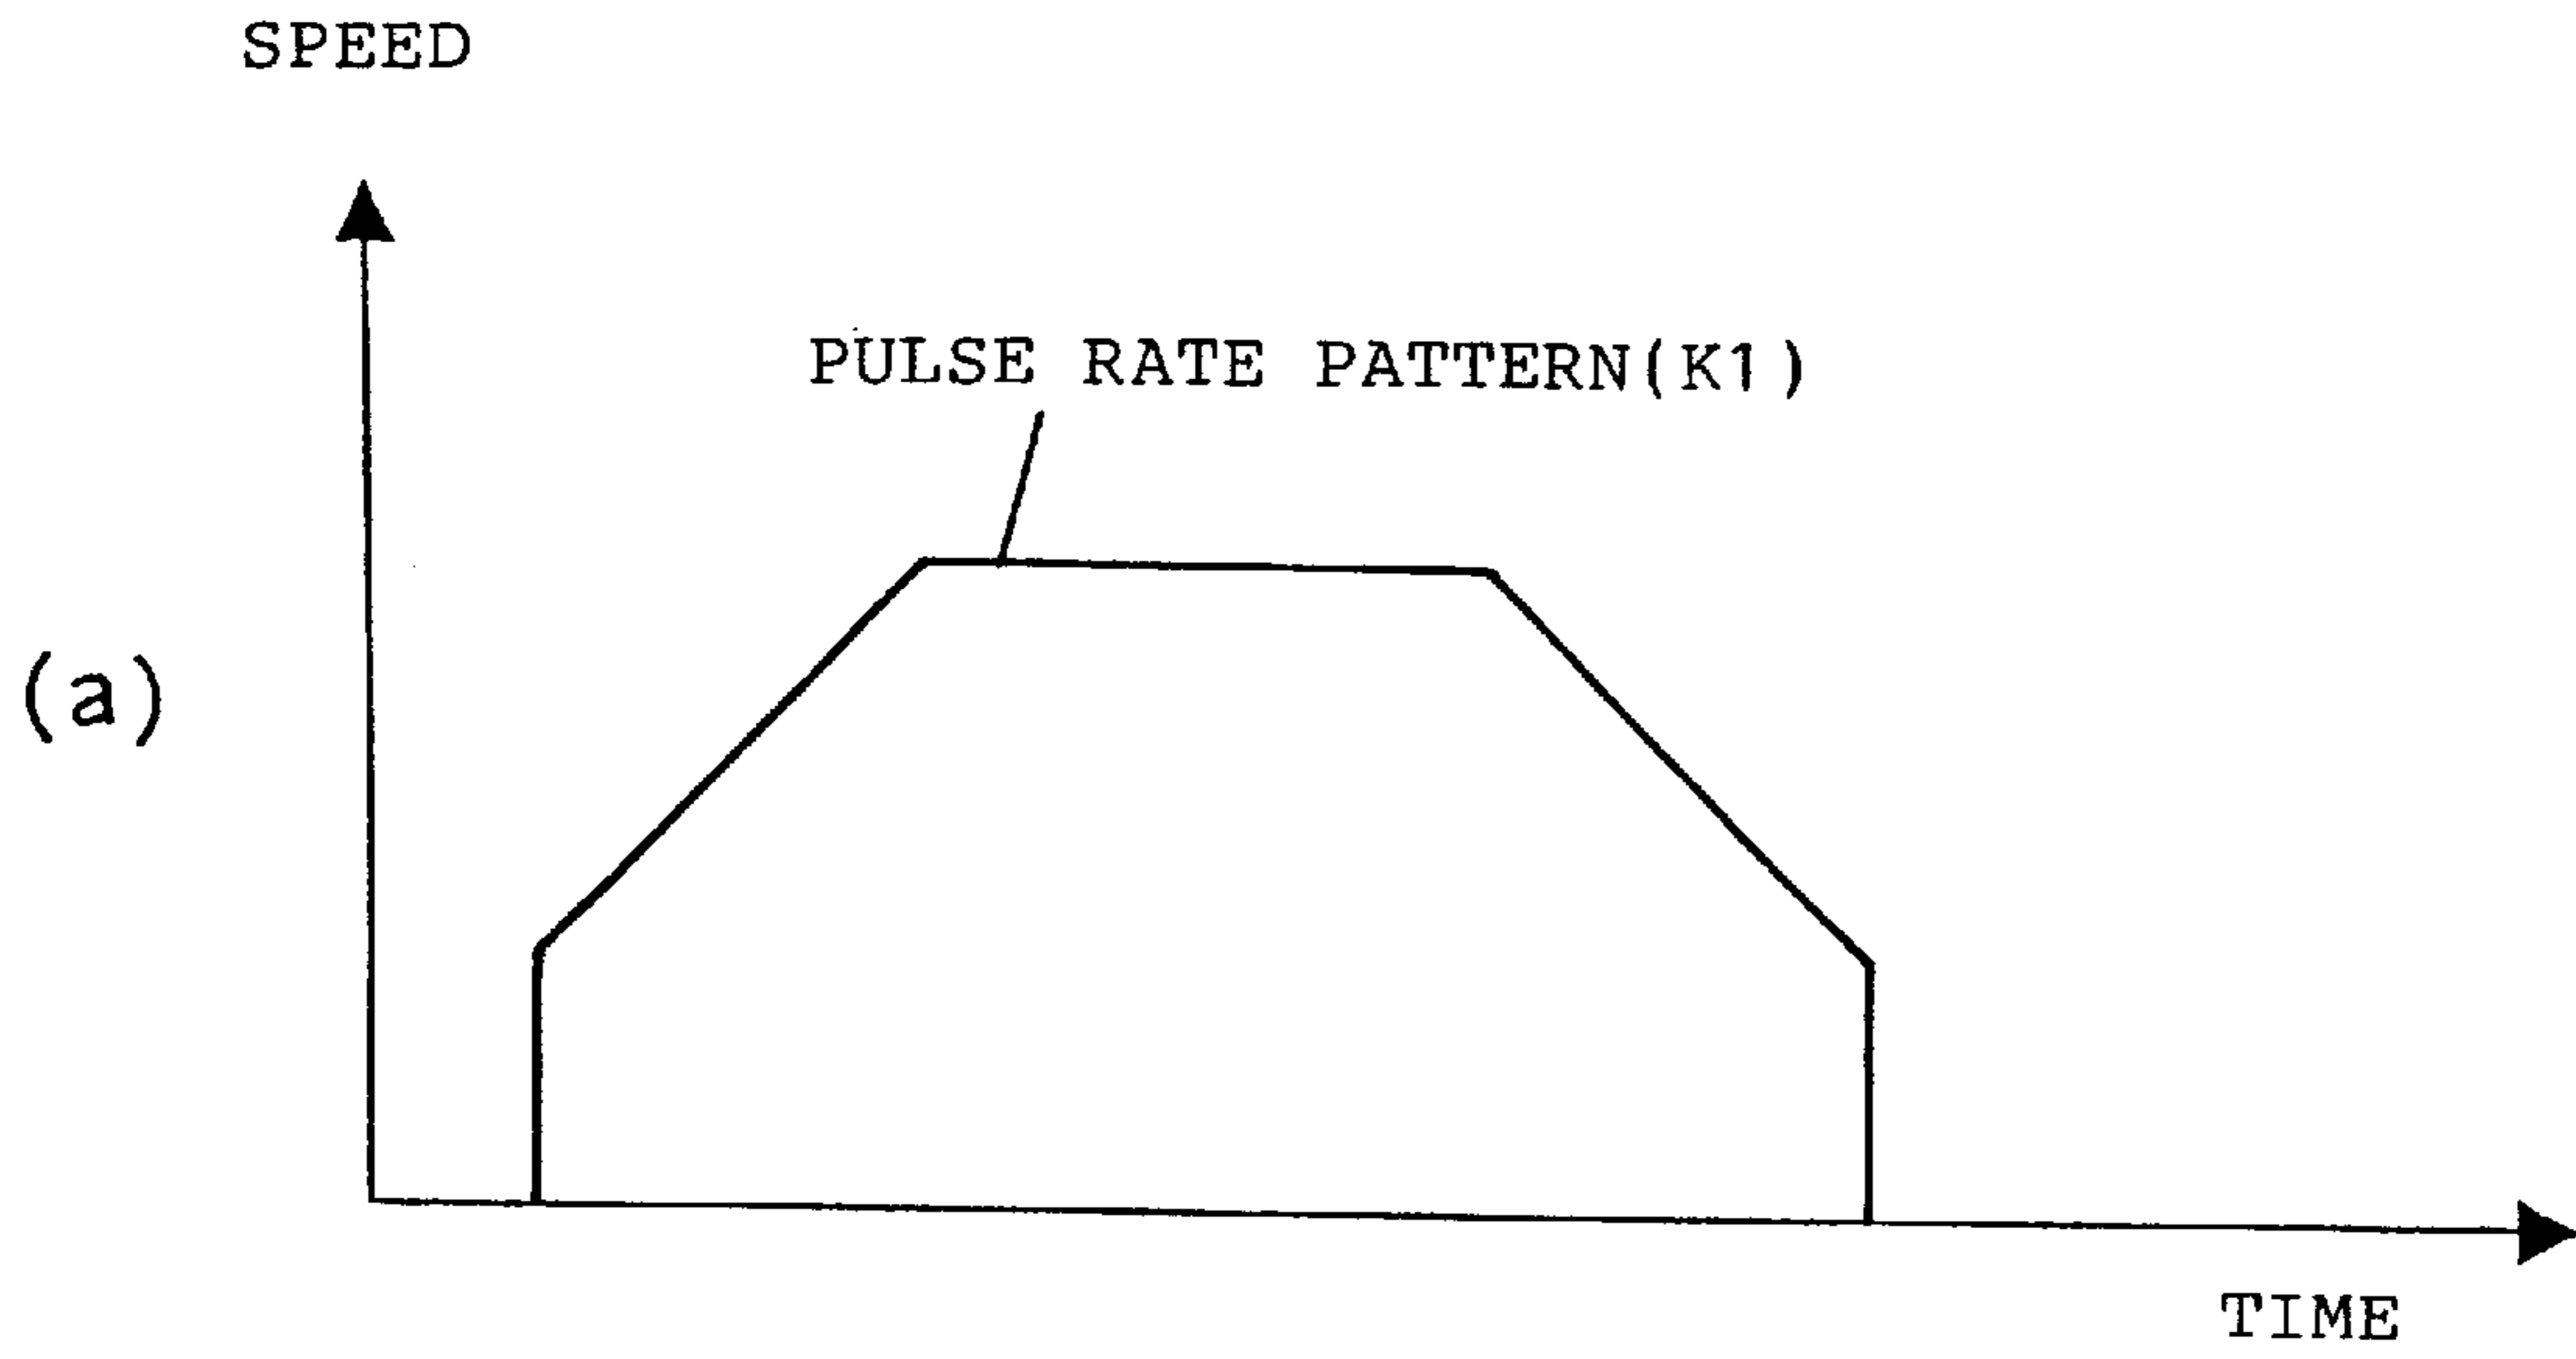 SPEED
PULSE RATE PATTERN(K1)
(a)
TIME